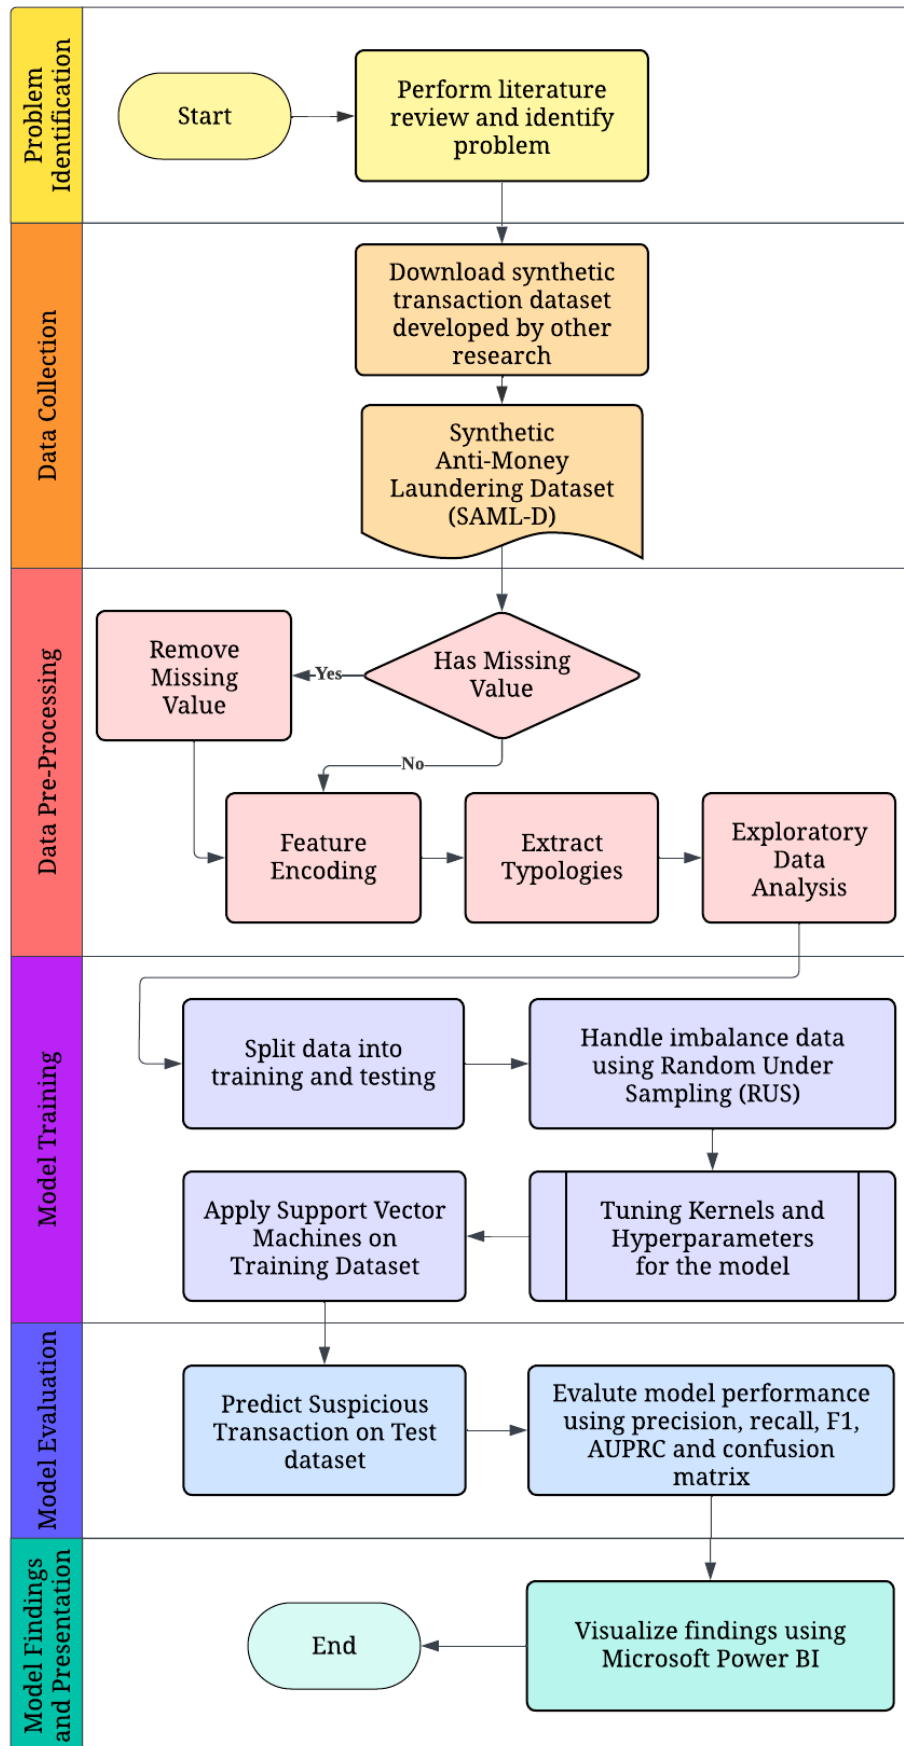 Problem
Identification
Start
Perform literature
review and identify
problem
Data Collection
Download synthetic
transaction dataset
developed by other
research
Synthetic
Anti-Money
Laundering Dataset
(SAML-D)
Data Pre-Processing
Remove
Missing
Value
Yes
Has Missing
Value
No
Feature
Encoding
Extract
Typologies
Exploratory
Data
Analysis
Model Training
Split data into
training and testing
Handle imbalance data
using Random Under
Sampling (RUS)
Apply Support Vector
Machines on
Training Dataset
Tuning Kernels and
Hyperparameters
for the model
Model Evaluation
Predict Suspicious
Transaction on Test
dataset
Evalute model performance
using precision, recall, F1,
AUPRC and confusion
matrix
Model Findings
and Presentation
End
Visualize findings using
Microsoft Power BI